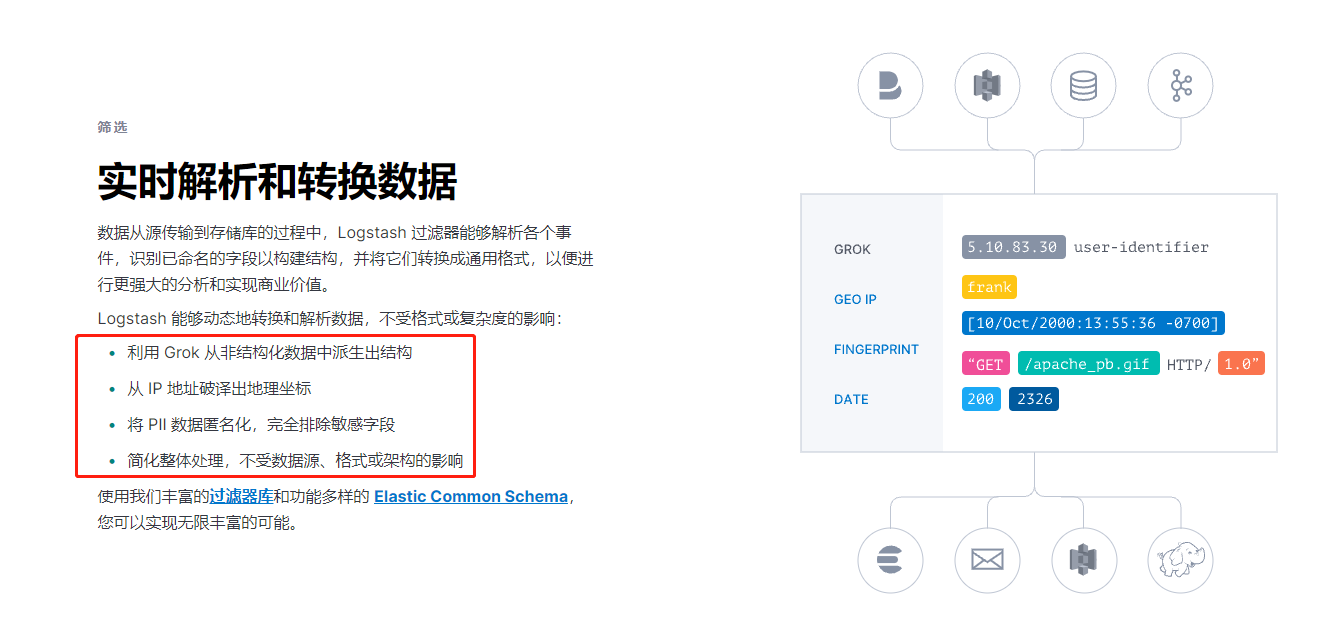 筛选
实时解析和转换数据
数据从源传输到存储库的过程中，Logstash 过滤器能够解析各个事
件，识别已命名的字段以构建结构，并将它们转换成通用格式，以便进
行更强大的分析和实现商业价值。
Logstash 能够动态地转换和解析数据，不受格式或复杂度的影响：
• 利用 Grok 从非结构化数据中派生出结构
• 从 IP 地址破译出地理坐标
• 将 PII 数据匿名化，完全排除敏感字段
• 简化整体处理，不受数据源、格式或架构的影响
使用我们丰富的过滤器库和功能多样的 Elastic Common Schema，
您可以实现无限丰富的可能。
GROK
GEO IP
FINGERPRINT
DATE
5.10.83.30 user-identifier
frank
[10/Oct/2000:13:55:36 -0700]
“GET /apache_pb.gif HTTP/ 1.0”
200 2326